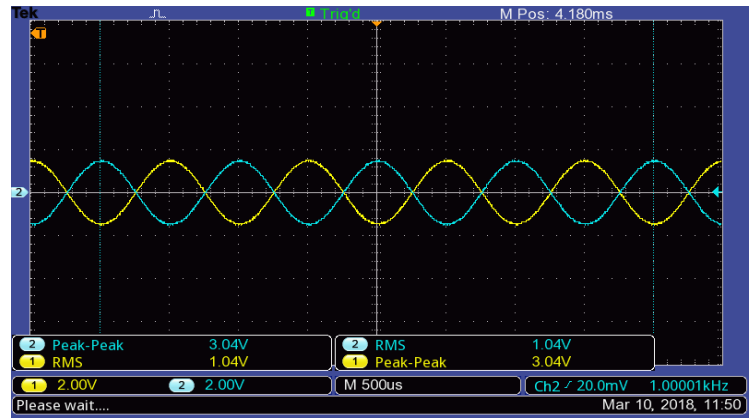 Tek Trig'd M Pos: 4.180ms
T
2
2 Peak-Peak 3.04V 2 RMS 1.04V
1 RMS 1.04V 1 Peak-Peak 3.04V
1 2.00V 2 2.00V M 500us Ch2 20.0mV 1.00001kHz
Please wait.... Mar 10, 2018, 11:50